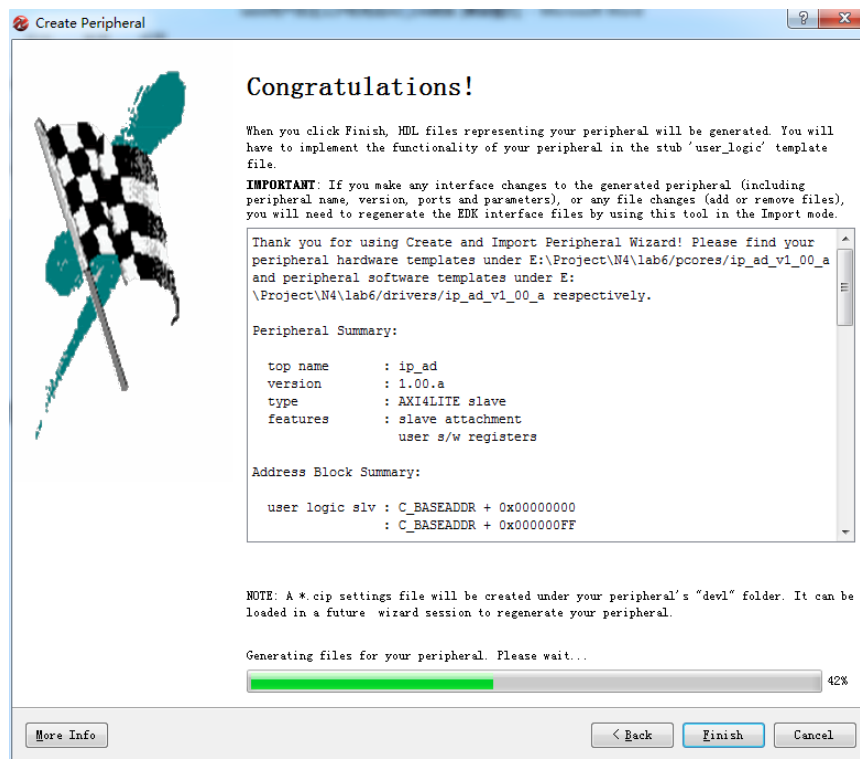 Create Peripheral
Congratulations!
When you click Finish, HDL files representing your peripheral will be generated. You will
have to implement the functionality of your peripheral in the stub 'user_logic' template
file.
IMPORTANT: If you make any interface changes to the generated peripheral (including
peripheral name, version, ports and parameters), or any file changes (add or remove files),
you will need to regenerate the EDK interface files by using this tool in the Import mode.
Thank you for using Create and Import Peripheral Wizard! Please find your
peripheral hardware templates under E:\Project\N4\lab6/pcores/ip_ad_v1_00_a
and peripheral software templates under E:
\Project\N4\lab6/drivers/ip_ad_v1_00_a respectively.
Peripheral Summary:
top name : ip_ad
version : 1.00.a
type : AXI4LITE slave
features : slave attachment
user s/w registers
Address Block Summary:
user logic slv : C_BASEADDR + 0x00000000
: C_BASEADDR + 0x000000FF
NOTE: A *.cip settings file will be created under your peripheral's "devl" folder. It can be
loaded in a future wizard session to regenerate your peripheral.
Generating files for your peripheral. Please wait...
42%
More Info
< Back
Finish
Cancel